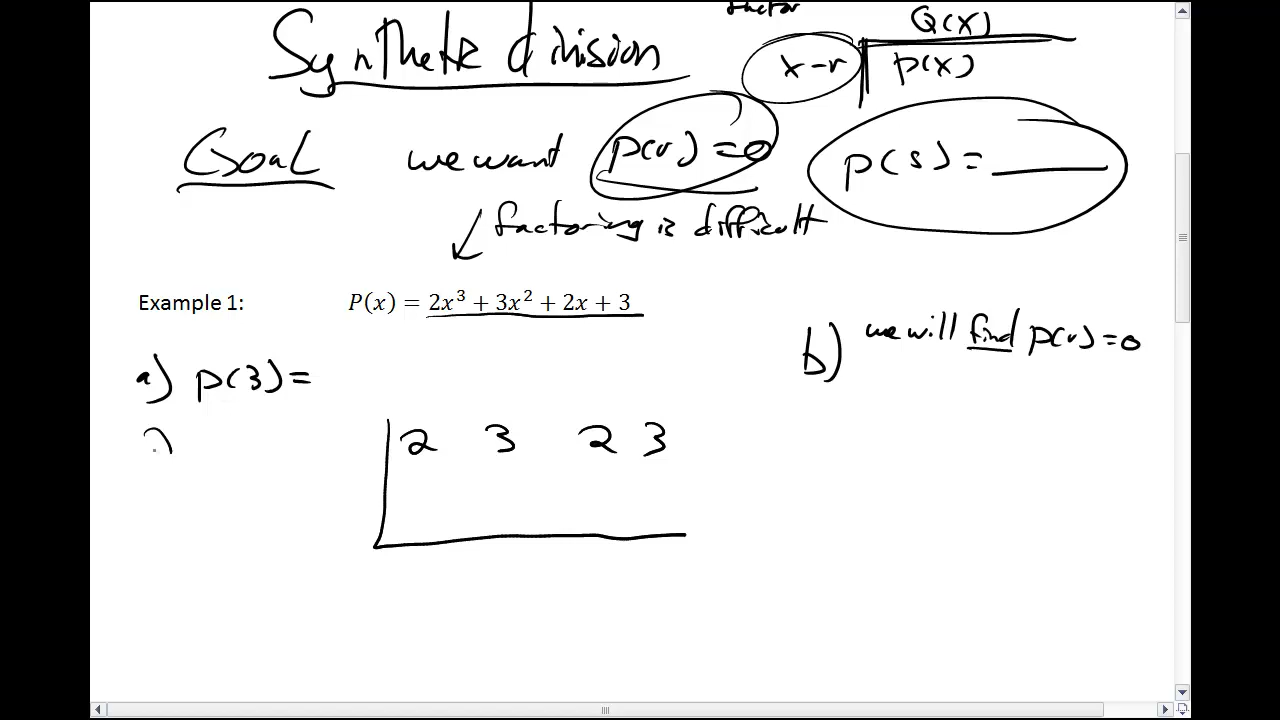 factor
Synthetic division
Q(x)
x-r P(x)
Goal we want p(r)=0 p(s)=
factoring is difficult
Example 1: P(x) = 2x³ + 3x² + 2x + 3
b) we will find p(r)=0
a) p(3)=
2 3 2 3